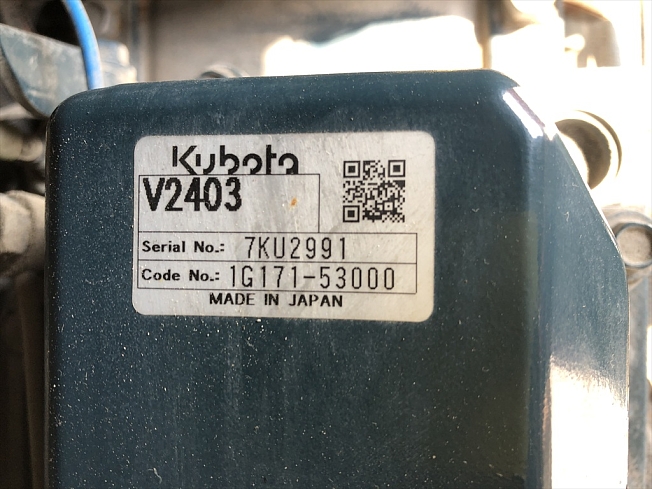 Kubota
V2403
Serial No.: 7KU2991
Code No.: 1G171-53000
MADE IN JAPAN